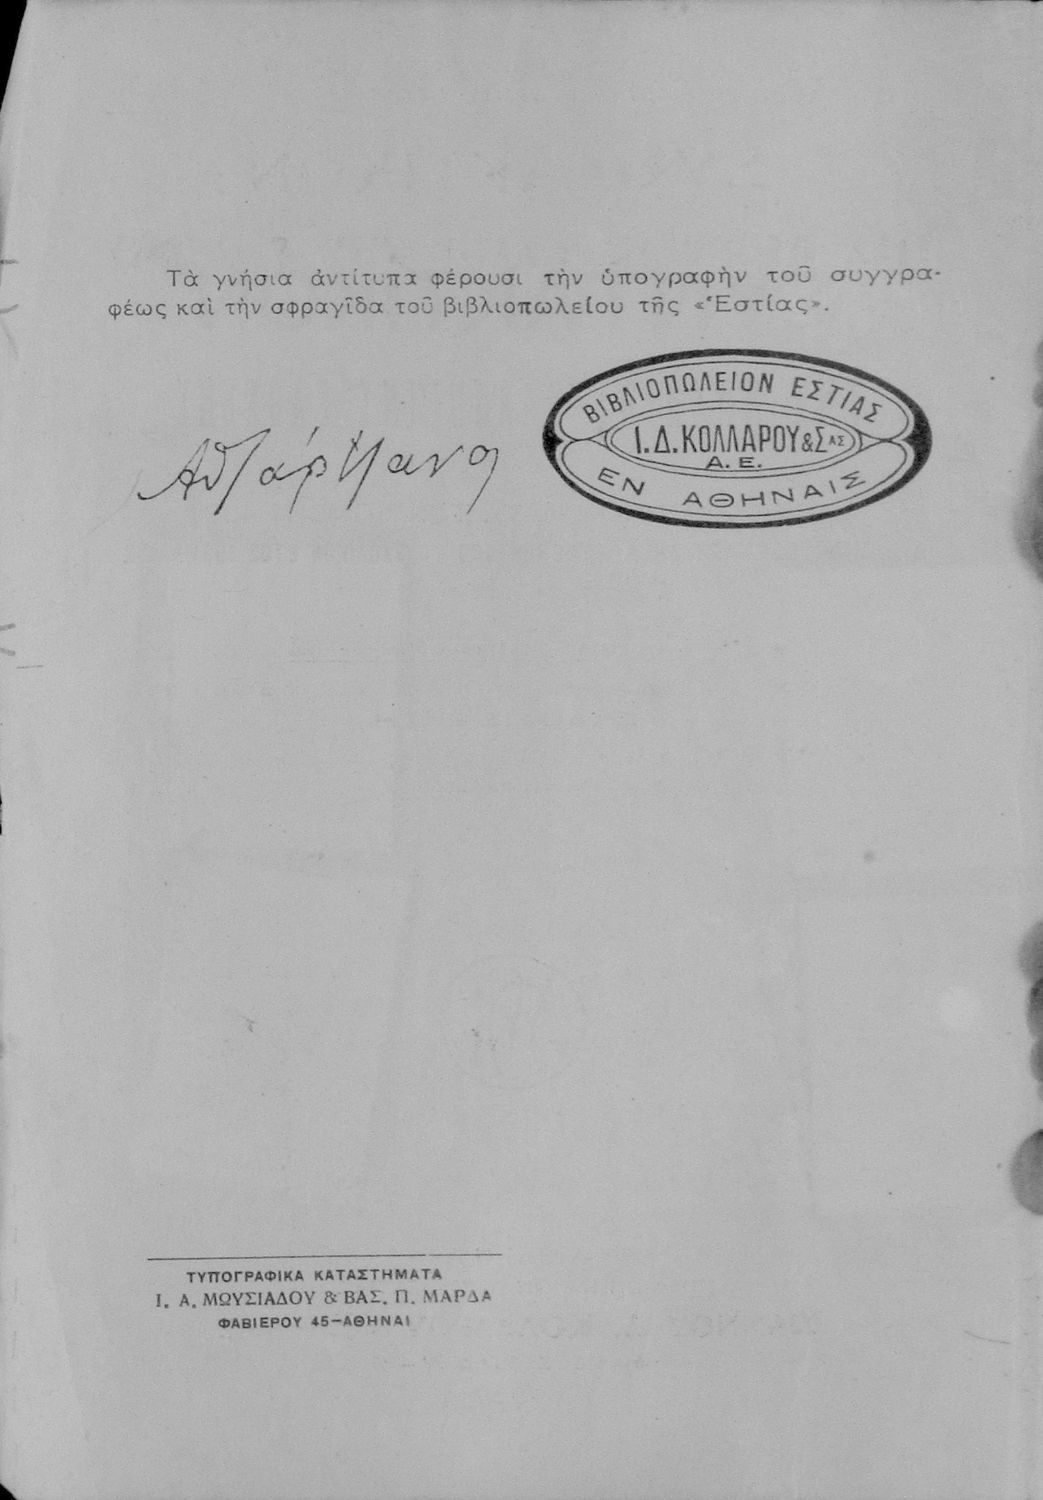 Τὰ γνήσια ἀντίτυπα φέρουσι τὴν ὑπογραφὴν τοῦ συγγρα-
φέως καὶ τὴν σφραγῖδα τοῦ βιβλιοπωλείου τῆς «Ἑστίας».
ΒΙΒΛΙΟΠΩΛΕΙΟΝ ΕΣΤΙΑΣ
Ι.Δ.ΚΟΛΛΑΡΟΥ&Σ ΑΣ
Α.Ε.
ΕΝ ΑΘΗΝΑΙΣ
ΤΥΠΟΓΡΑΦΙΚΑ ΚΑΤΑΣΤΗΜΑΤΑ
Ι. Α. ΜΩΥΣΙΑΔΟΥ & ΒΑΣ. Π. ΜΑΡΔΑ
ΦΑΒΙΕΡΟΥ 45—ΑΘΗΝΑΙ